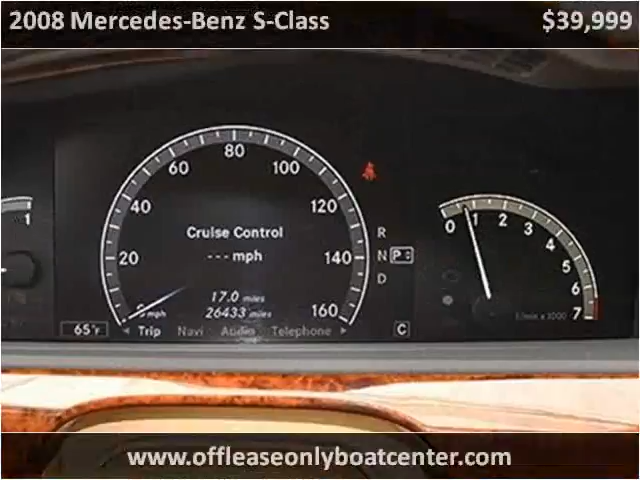 2008 Mercedes-Benz S-Class $39,999
80
60 100
40 120
Cruise Control
--- mph
20 140
R
N P
D
17.0 miles
26433 miles
0 mph 160
65°F Trip Navi Audio Telephone C
1
0 1 2 3 4 5 6 7
1/min x 1000
www.offleaseonlyboatcenter.com